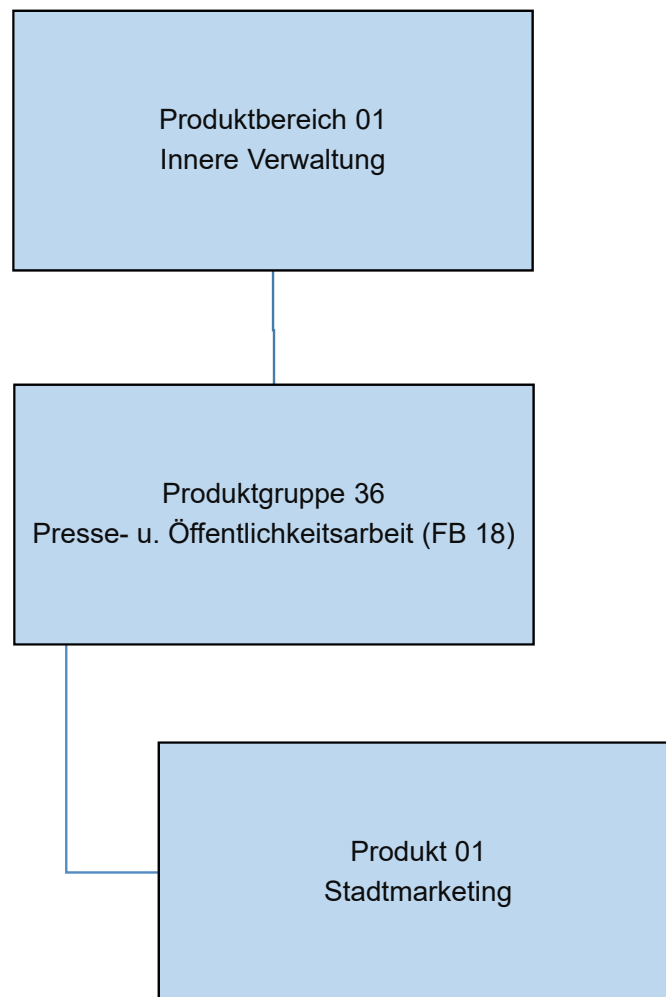 Produktbereich 01
Innere Verwaltung
Produktgruppe 36
Presse- u. Öffentlichkeitsarbeit (FB 18)
Produkt 01
Stadtmarketing